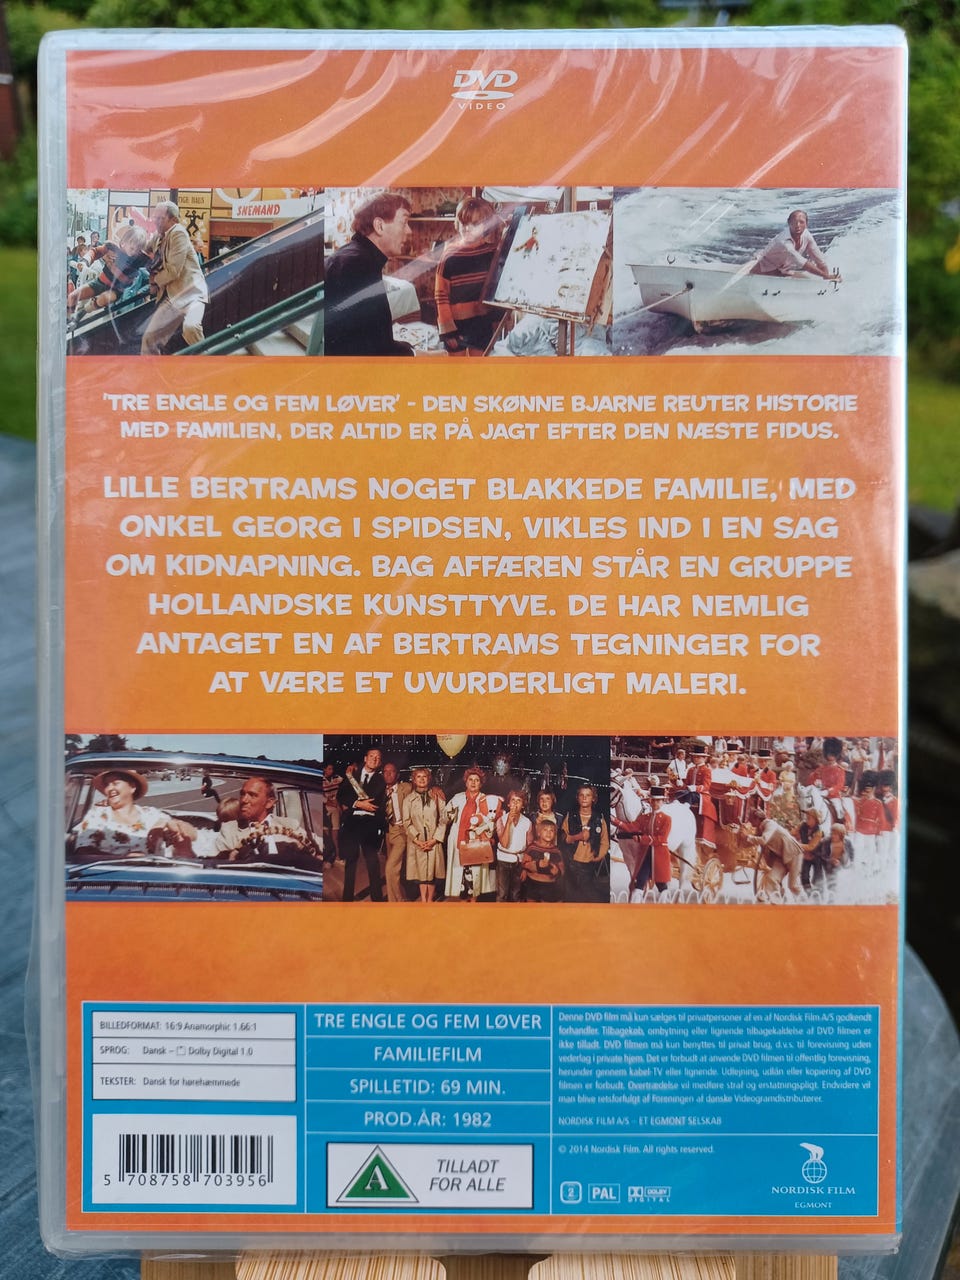 DVD
VIDEO
SNEMAND
'TRE ENGLE OG FEM LØVER' - DEN SKØNNE BJARNE REUTER HISTORIE
MED FAMILIEN, DER ALTID ER PÅ JAGT EFTER DEN NÆSTE FIDUS.
LILLE BERTRAMS NOGET BLAKKEDE FAMILIE, MED
ONKEL GEORG I SPIDSEN, VIKLES IND I EN SAG
OM KIDNAPNING. BAG AFFÆREN STÅR EN GRUPPE
HOLLANDSKE KUNSTTYVE. DE HAR NEMLIG
ANTAGET EN AF BERTRAMS TEGNINGER FOR
AT VÆRE ET UVURDERLIGT MALERI.
BILLEDFORMAT: 16:9 Anamorphic 1.66:1
SPROG: Dansk – Dolby Digital 1.0
TEKSTER: Dansk for hørehæmmede
5 708758 703956
TRE ENGLE OG FEM LØVER
FAMILIEFILM
SPILLETID: 69 MIN.
PROD.ÅR: 1982
A
TILLADT
FOR ALLE
Denne DVD film må kun sælges til privatpersoner af en af Nordisk Film A/S godkendt
forhandler. Tilbagekøb, ombytning eller lignende tilbagekaldelse af DVD filmen er
ikke tilladt. DVD filmen må kun benyttes til privat brug, d.v.s. til forevisning uden
vederlag i private hjem. Det er forbudt at anvende DVD filmen til offentlig forevisning,
herunder gennem kabel-TV eller lignende. Udlejning, udlån eller kopiering af DVD
filmen er forbudt. Overtrædelse vil medføre straf og erstatningspligt. Endvidere vil
man blive retsforfulgt af Foreningen af danske Videogramdistributører.
NORDISK FILM A/S – ET EGMONT SELSKAB
© 2014 Nordisk Film. All rights reserved.
2
PAL
DOLBY
DIGITAL
NORDISK FILM
EGMONT